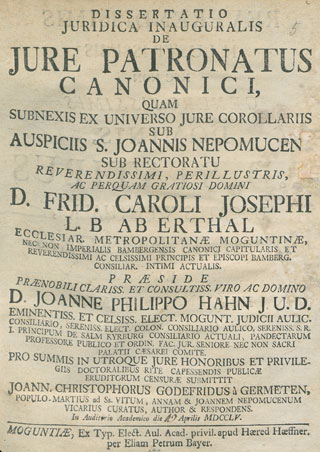 DISSERTATIO
JURIDICA INAUGURALIS
DE
JURE PATRONATUS
CANONICI,
QUAM
SUBNEXIS EX UNIVERSO JURE COROLLARIIS
SUB
AUSPICIIS S. JOANNIS NEPOMUCEN
SUB RECTORATU
REVERENDISSIMI, PERILLUSTRIS,
AC PERQUAM GRATIOSI DOMINI
D. FRID. CAROLI JOSEPHI
L. B AB ERTHAL
ECCLESIAR. METROPOLITANÆ MOGUNTINÆ,
NEC NON IMPERIALIS BAMBERGENSIS CANONICI CAPITULARIS, ET
REVERENDISSIMI AC CELSISSIMI PRINCIPIS ET EPISCOPI BAMBERG.
CONSILIAR. INTIMI ACTUALIS.
PRÆSIDE
PRÆNOBILI CLARISS. ET CONSULTISS. VIRO AC DOMINO
D. JOANNE PHILIPPO HAHN J U. D.
EMINENTISS. ET CELSISS. ELECT. MOGUNT. JUDICII AULIC.
CONSILIARIO, SERENISS. ELECT. COLON. CONSILIARIO AULICO, SERENISS. S. R.
I. PRINCIPUM DE SALM KYRBURG CONSILIARIO ACTUALI, PANDECTARUM
PROFESSORE PUBLICO ET ORDIN. FAC. JUR. SENIORE NEC NON SACRI
PALATII CÆSAREI COMITE,
PRO SUMMIS IN UTROQUE JURE HONORIBUS ET PRIVILE-
GIIS DOCTORALIBUS RITE CAPESSENDIS PUBLICÆ
ERUDITORUM CENSURÆ SUBMITTIT
JOANN. CHRISTOPHORUS GODEFRIDUS à GERMETEN,
POPULO-MARTIUS ad SS. VITUM, ANNAM & JOANNEM NEPOMUCENUM
VICARIUS CURATUS, AUTHOR & RESPONDENS.
In Auditorio Academico die Aprilis MDCCLV.
MOGUNTIÆ, Ex Typ. Elect. Aul. Acad. privil. apud Hæred Hæffner.
per Eliam Petrum Bayer.